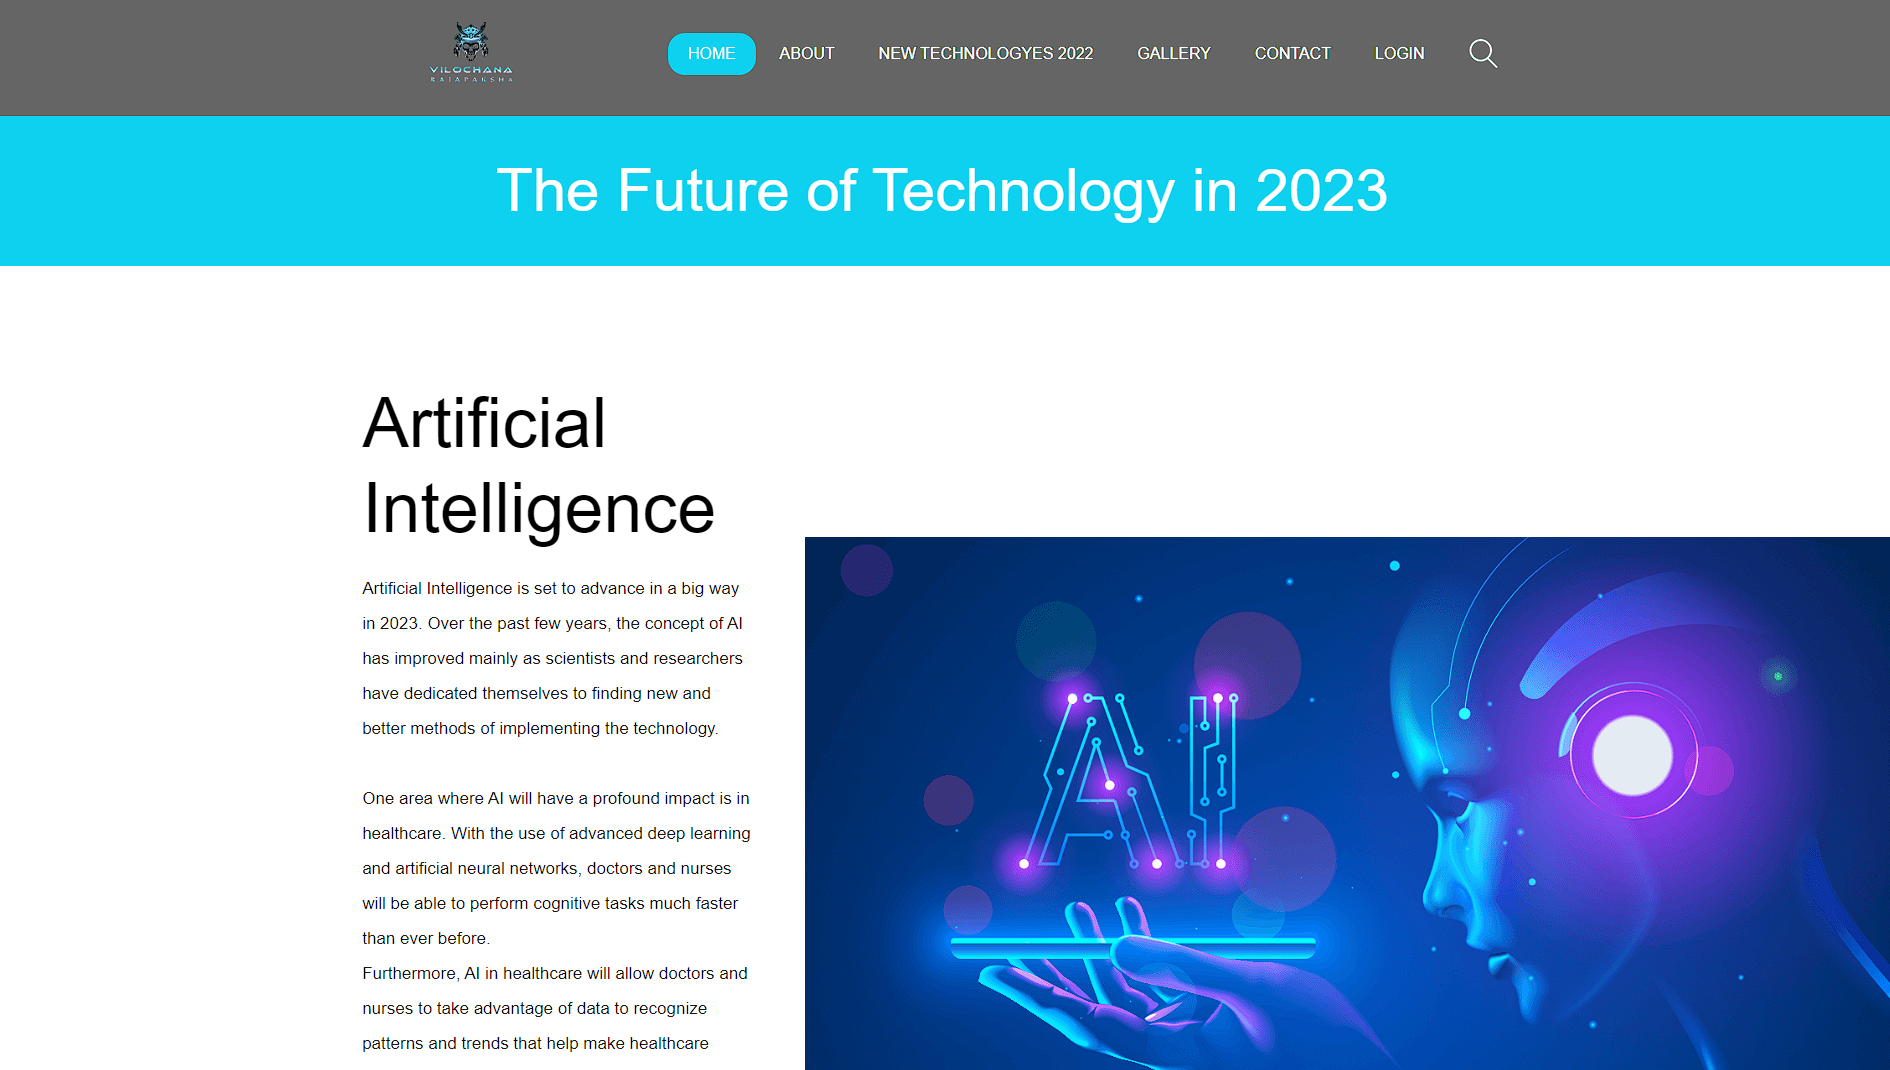 VILOCHANA
RAJAPAKSHA
HOME
ABOUT
NEW TECHNOLOGYES 2022
GALLERY
CONTACT
LOGIN
The Future of Technology in 2023
Artificial
Intelligence
Artificial Intelligence is set to advance in a big way
in 2023. Over the past few years, the concept of AI
has improved mainly as scientists and researchers
have dedicated themselves to finding new and
better methods of implementing the technology.
One area where AI will have a profound impact is in
healthcare. With the use of advanced deep learning
and artificial neural networks, doctors and nurses
will be able to perform cognitive tasks much faster
than ever before.
Furthermore, AI in healthcare will allow doctors and
nurses to take advantage of data to recognize
patterns and trends that help make healthcare
AI